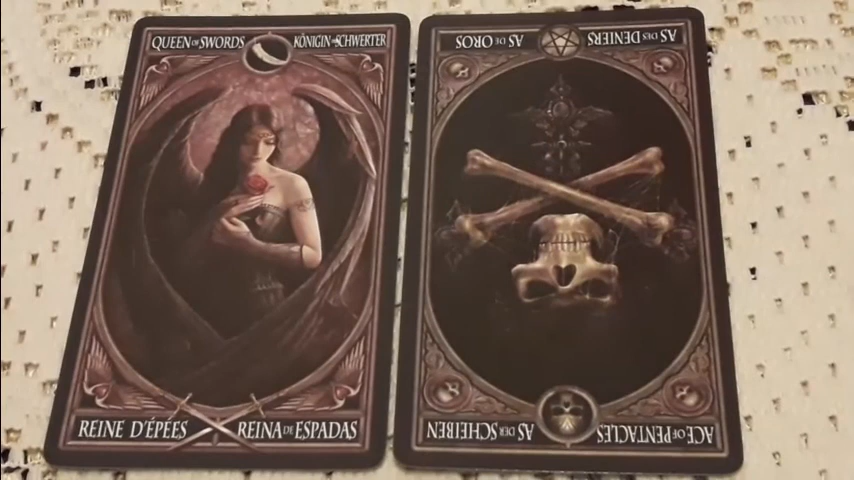 QUEEN OF SWORDS KÖNIGIN DER SCHWERTER
REINE D'ÉPÉES REINA DE ESPADAS
ACE OF PENTACLES AS DER SCHEIBEN
AS DES DENIERS AS DE OROS